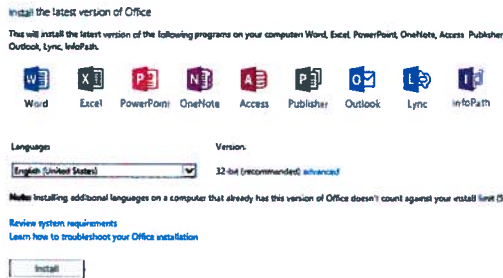 Install the latest version of Office
This will install the latest version of the following programs on your computer: Word, Excel, PowerPoint, OneNote, Access, Publisher,
Outlook, Lync, InfoPath.
Word Excel PowerPoint OneNote Access Publisher Outlook Lync InfoPath
Language: Version:
English (United States) 32-bit (recommended) advanced
Note: Installing additional languages on a computer that already has this version of Office doesn't count against your install limit (5
Review system requirements
Learn how to troubleshoot your Office installation
Install